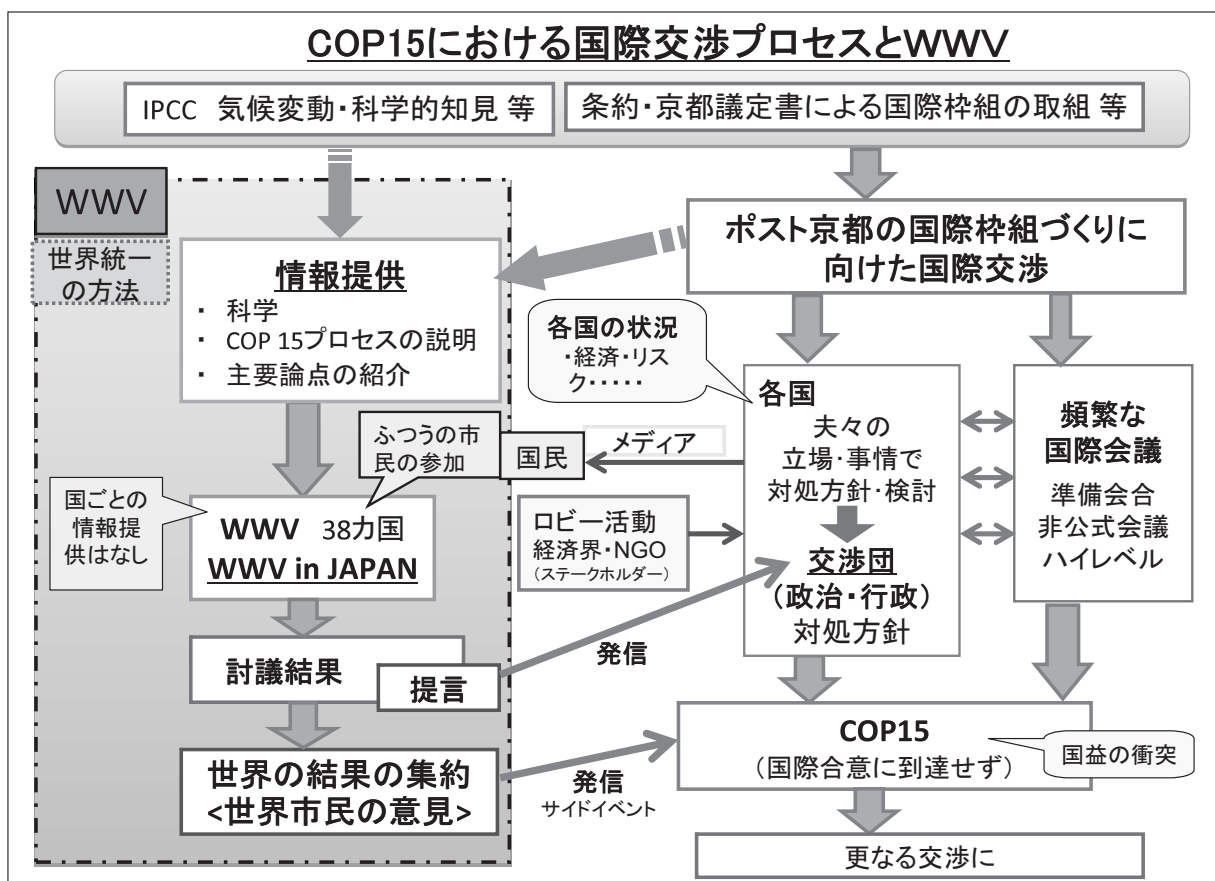 COP15における国際交渉プロセスとWWV
IPCC 気候変動・科学的知見 等
条約・京都議定書による国際枠組の取組 等
WWV
世界統一
の方法
情報提供
・ 科学
・ COP 15プロセスの説明
・ 主要論点の紹介
ポスト京都の国際枠組づくりに
向けた国際交渉
各国の状況
・経済・リス
ク・・・・・
各国
夫々の
立場・事情で
対処方針・検討
交渉団
（政治・行政）
対処方針
頻繁な
国際会議
準備会合
非公式会議
ハイレベル
ふつうの市
民の参加
国民
メディア
国ごとの
情報提
供はなし
WWV 38カ国
WWV in JAPAN
ロビー活動
経済界・NGO
（ステークホルダー）
討議結果
提言
発信
世界の結果の集約
<世界市民の意見>
発信
サイドイベント
COP15
（国際合意に到達せず）
国益の衝突
更なる交渉に